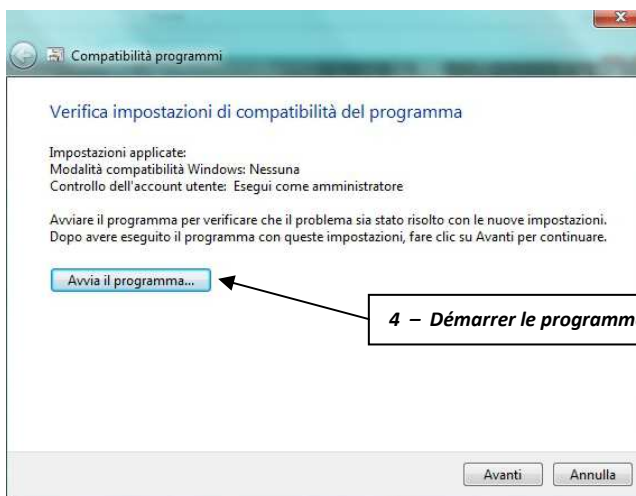 Compatibilità programmi
Verifica impostazioni di compatibilità del programma
Impostazioni applicate:
Modalità compatibilità Windows: Nessuna
Controllo dell'account utente: Esegui come amministratore
Avviare il programma per verificare che il problema sia stato risolto con le nuove impostazioni.
Dopo avere eseguito il programma con queste impostazioni, fare clic su Avanti per continuare.
Avvia il programma...
4 – Démarrer le programm
Avanti
Annulla